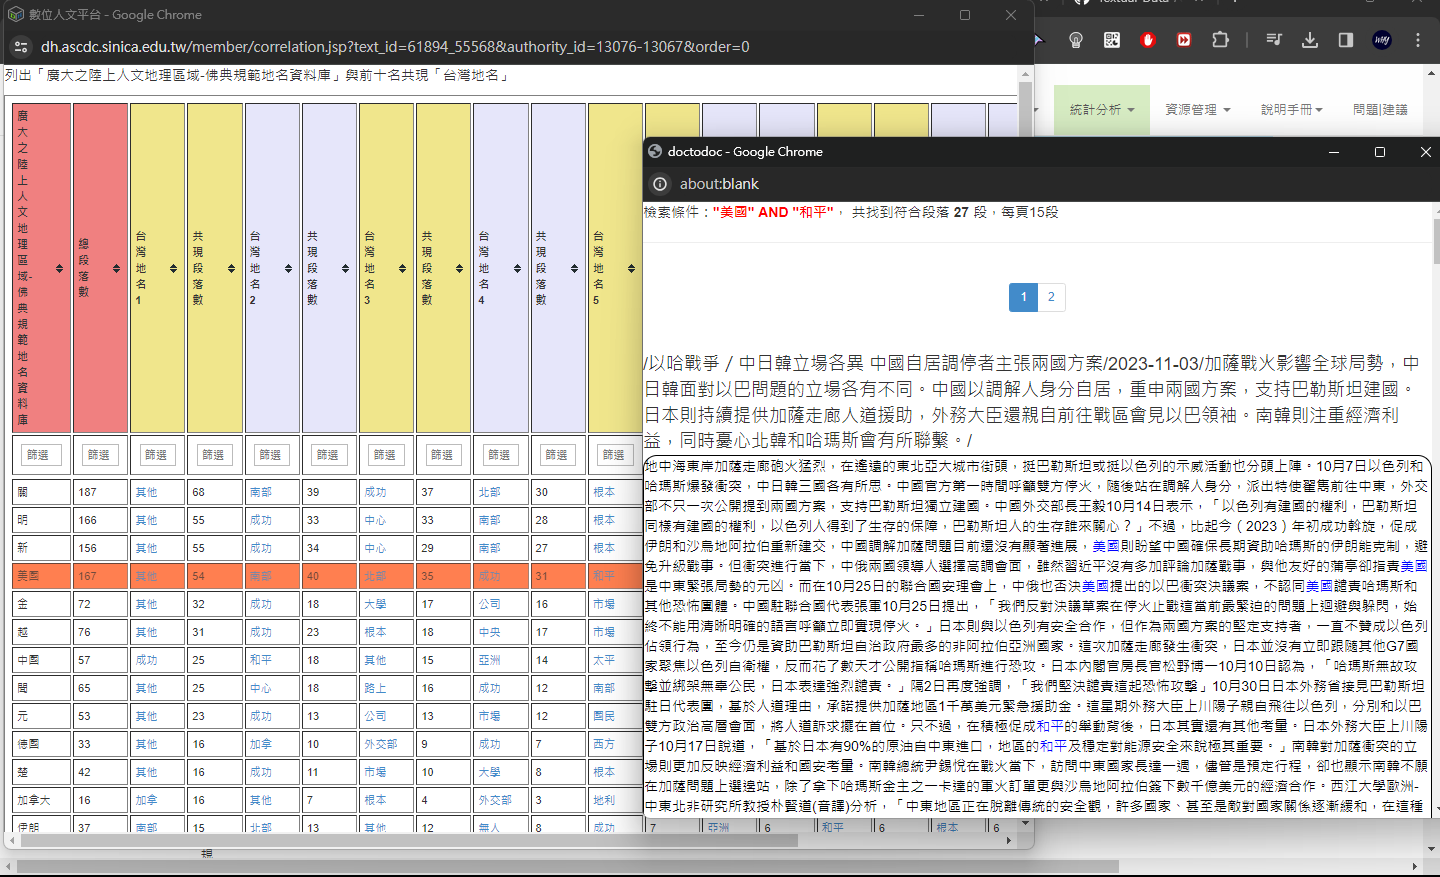 數位人文平台 - Google Chrome
dh.ascdc.sinica.edu.tw/member/correlation.jsp?text_id=61894_55568&authority_id=13076-13067&order=0
列出「廣大之陸上人文地理區域-佛典規範地名資料庫」與前十名共現「台灣地名」
廣大之陸上人文地理區域-佛典規範地名資料庫 總段落數 台灣地名1 共現段落數 台灣地名2 共現段落數 台灣地名3 共現段落數 台灣地名4 共現段落數 台灣地名5
篩選 篩選 篩選 篩選 篩選 篩選 篩選 篩選 篩選 篩選 篩選
關 187 其他 68 南部 39 成功 37 北部 30 根本
明 166 其他 55 成功 33 中心 33 南部 28 根本
新 156 其他 55 成功 34 中心 29 南部 27 根本
美國 167 其他 54 南部 40 北部 35 成功 31 和平
金 72 其他 32 成功 18 大學 17 公司 16 市場
越 76 其他 31 成功 23 根本 18 中央 17 市場
中國 57 成功 25 和平 18 其他 15 亞洲 14 太平
閩 65 其他 25 中心 18 路上 16 成功 12 南部
元 53 其他 23 成功 13 公司 13 市場 12 國民
德國 33 其他 16 加拿 10 外交部 9 成功 7 西方
楚 42 其他 16 成功 11 市場 10 大學 8 根本
加拿大 16 加拿 16 其他 7 根本 4 外交部 3 地利
伊朗 37 南部 15 北部 13 其他 12 無人 8 成功 7 亞洲 6 和平 6 根本 6
統計分析 資源管理 說明手冊 問題|建議
doctodoc - Google Chrome
about:blank
檢索條件："美國" AND "和平"， 共找到符合段落 27 段，每頁15段
1 2
/以哈戰爭／中日韓立場各異 中國自居調停者主張兩國方案/2023-11-03/加薩戰火影響全球局勢，中
日韓面對以巴問題的立場各有不同。中國以調解人身分自居，重申兩國方案，支持巴勒斯坦建國。
日本則持續提供加薩走廊人道援助，外務大臣還親自前往戰區會見以巴領袖。南韓則注重經濟利
益，同時憂心北韓和哈瑪斯會有所聯繫。/
地中海東岸加薩走廊砲火猛烈，在遙遠的東北亞大城市街頭，挺巴勒斯坦或挺以色列的示威活動也分頭上陣。10月7日以色列和
哈瑪斯爆發衝突，中日韓三國各有所思。中國官方第一時間呼籲雙方停火，隨後站在調解人身分，派出特使翟雋前往中東，外交
部不只一次公開提到兩國方案，支持巴勒斯坦獨立建國。中國外交部長王毅10月14日表示，「以色列有建國的權利，巴勒斯坦
同樣有建國的權利，以色列人得到了生存的保障，巴勒斯坦人的生存誰來關心？」不過，比起今（2023）年初成功斡旋，促成
伊朗和沙烏地阿拉伯重新建交，中國調解加薩問題目前還沒有顯著進展，美國則盼望中國確保長期資助哈瑪斯的伊朗能克制，避
免升級戰事。但衝突進行當下，中俄兩國領導人選擇高調會面，雖然習近平沒有多加評論加薩戰事，與他友好的蒲亭卻指責美國
是中東緊張局勢的元凶。而在10月25日的聯合國安理會上，中俄也否決美國提出的以巴衝突決議案，不認同美國譴責哈瑪斯和
其他恐怖團體。中國駐聯合國代表張軍10月25日提出，「我們反對決議草案在停火止戰這當前最緊迫的問題上迴避與躲閃，始
終不能用清晰明確的語言呼籲立即實現停火。」日本則與以色列有安全合作，但作為兩國方案的堅定支持者，一直不贊成以色列
佔領行為，至今仍是資助巴勒斯坦自治政府最多的非阿拉伯亞洲國家。這次加薩走廊發生衝突，日本並沒有立即跟隨其他G7國
家聚焦以色列自衛權，反而花了數天才公開指稱哈瑪斯進行恐攻。日本內閣官房長官松野博一10月10日認為，「哈瑪斯無故攻
擊並綁架無辜公民，日本表達強烈譴責。」隔2日再度強調，「我們堅決譴責這起恐怖攻擊」10月30日日本外務省接見巴勒斯坦
駐日代表團，基於人道理由，承諾提供加薩地區1千萬美元緊急援助金。這星期外務大臣上川陽子親自飛往以色列，分別和以巴
雙方政治高層會面，將人道訴求擺在首位。只不過，在積極促成和平的舉動背後，日本其實還有其他考量。日本外務大臣上川陽
子10月17日說道，「基於日本有90%的原油自中東進口，地區的和平及穩定對能源安全來說極其重要。」南韓對加薩衝突的立
場則更加反映經濟利益和國安考量。南韓總統尹錫悅在戰火當下，訪問中東國家長達一週，儘管是預定行程，卻也顯示南韓不願
在加薩問題上選邊站，除了拿下哈瑪斯金主之一卡達的軍火訂單更與沙烏地阿拉伯簽下數千億美元的經濟合作。西江大學歐洲-
中東北非研究所教授朴賢道(音譯)分析，「中東地區正在脫離傳統的安全觀，許多國家、甚至是敵對國家關係逐漸緩和，在這種